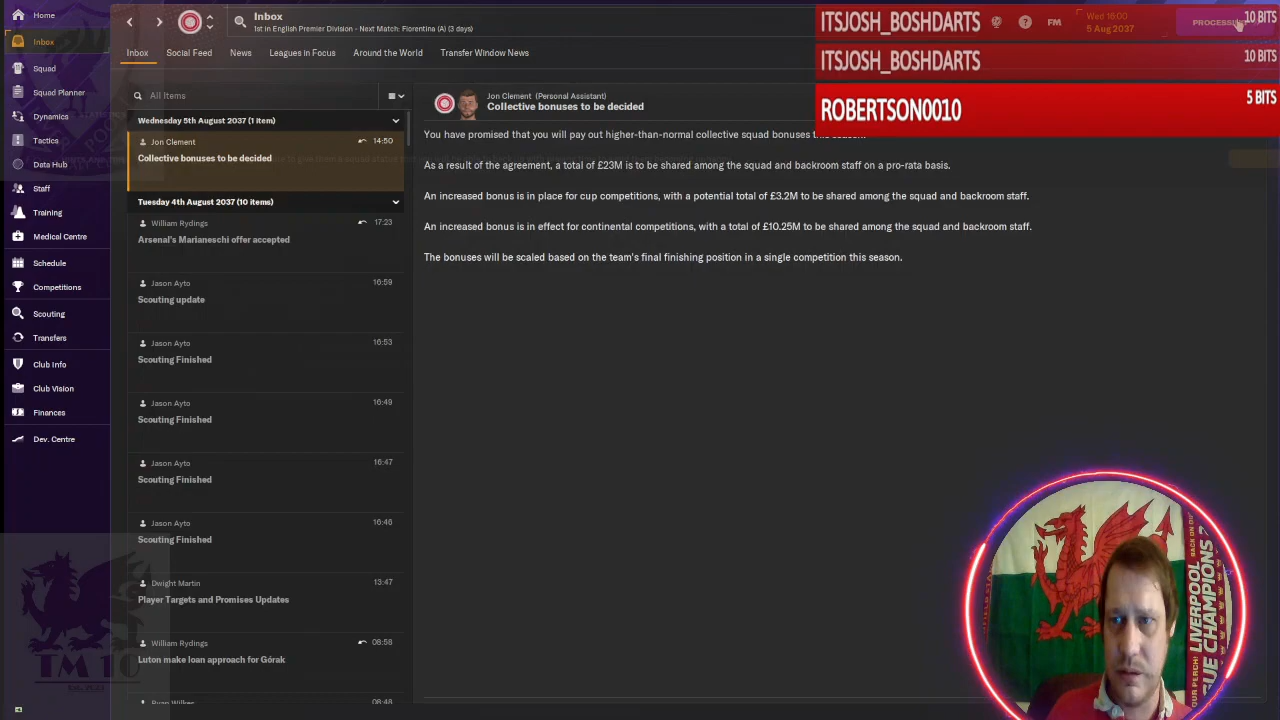 Home
Inbox
Squad
Squad Planner
Dynamics
Tactics
Data Hub
Staff
Training
Medical Centre
Schedule
Competitions
Scouting
Transfers
Club Info
Club Vision
Finances
Dev. Centre
TM 10
Inbox
1st in English Premier Division - Next Match: Fiorentina (A) (3 days)
FM
Wed 16:00
5 Aug 2037
ITSJOSH_BOSHDARTS
10 BITS
ITSJOSH_BOSHDARTS
10 BITS
ROBERTSON0010
5 BITS
Inbox
Social Feed
News
Leagues in Focus
Around the World
Transfer Window News
All Items
Wednesday 5th August 2037 (1 item)
Jon Clement
14:50
Collective bonuses to be decided
Tuesday 4th August 2037 (10 items)
William Rydings
17:23
Arsenal's Marianeschi offer accepted
Jason Ayto
16:59
Scouting update
Jason Ayto
16:53
Scouting Finished
Jason Ayto
16:49
Scouting Finished
Jason Ayto
16:47
Scouting Finished
Jason Ayto
16:46
Scouting Finished
Dwight Martin
13:47
Player Targets and Promises Updates
William Rydings
08:58
Luton make loan approach for Górak
08:48
Jon Clement (Personal Assistant)
Collective bonuses to be decided
You have promised that you will pay out higher-than-normal collective squad bonuses this season.
As a result of the agreement, a total of £23M is to be shared among the squad and backroom staff on a pro-rata basis.
An increased bonus is in place for cup competitions, with a potential total of £3.2M to be shared among the squad and backroom staff.
An increased bonus is in effect for continental competitions, with a total of £10.25M to be shared among the squad and backroom staff.
The bonuses will be scaled based on the team's final finishing position in a single competition this season.
LIVERPOOL
CHAMPIONS